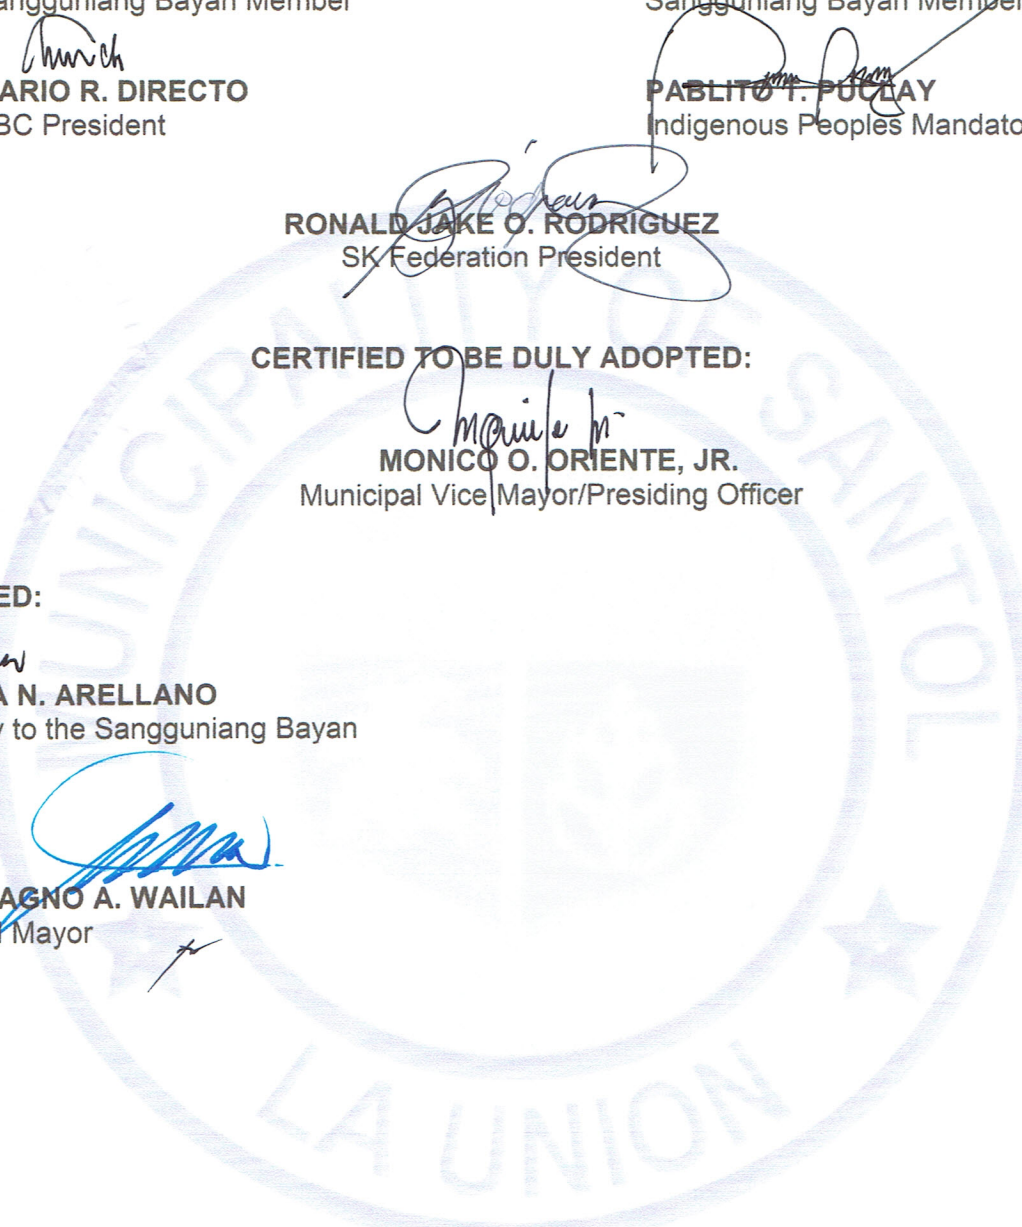 angguniang Bayan Member
Sangguniang Bayan Member
ARIO R. DIRECTO
BC President
PABLITO T. PUCLAY
Indigenous Peoples Mandato
RONALD JAKE O. RODRIGUEZ
SK Federation President
CERTIFIED TO BE DULY ADOPTED:
MONICO O. ORIENTE, JR.
Municipal Vice Mayor/Presiding Officer
ED:
A N. ARELLANO
y to the Sangguniang Bayan
AGNO A. WAILAN
l Mayor
MUNICIPALITY OF SANTOL
LA UNION